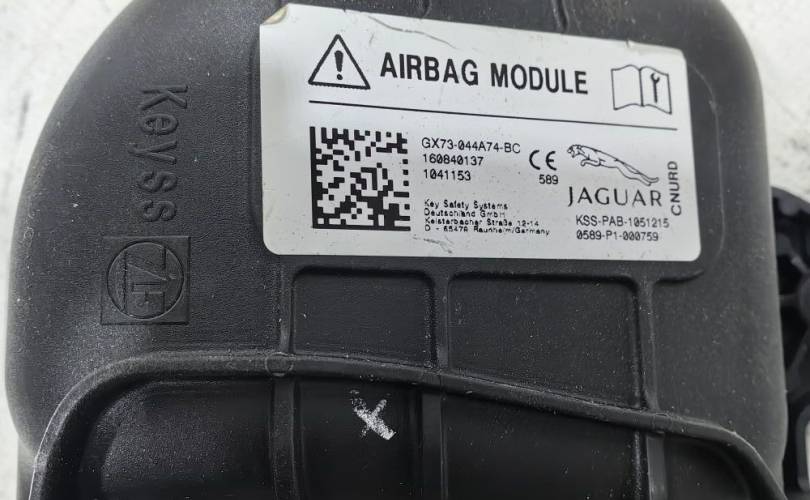 AIRBAG MODULE
GX73-044A74-BC
160840137
1041153
CE
589
JAGUAR
CNURD
Key Safety Systems
Deutschland GmbH
Kelsterbacher Straße 12-14
D - 65479 Raunheim/Germany
KSS-PAB-1051215
0589-P1-000759
Keyss
ZF
X